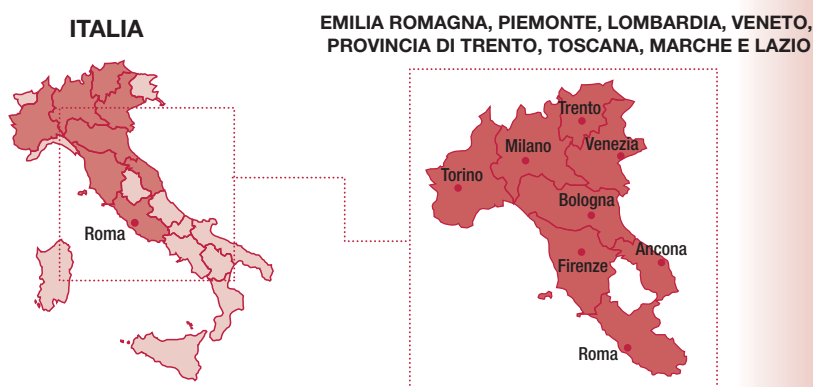 ITALIA
EMILIA ROMAGNA, PIEMONTE, LOMBARDIA, VENETO,
PROVINCIA DI TRENTO, TOSCANA, MARCHE E LAZIO
Roma
Trento
Milano
Venezia
Torino
Bologna
Ancona
Firenze
Roma